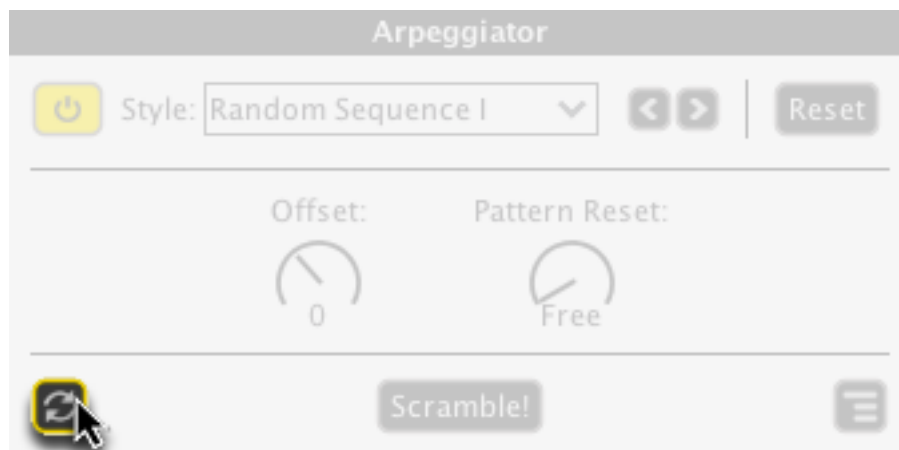 Arpeggiator
Style: Random Sequence I Reset
Offset: Pattern Reset:
0 Free
Scramble!